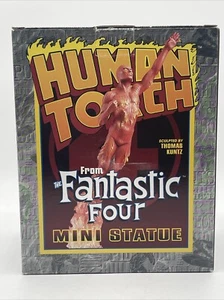 HUMAN
TORCH
SCULPTED BY
THOMAS
KUNTZ
From
THE Fantastic
FOUR
MINI STATUE